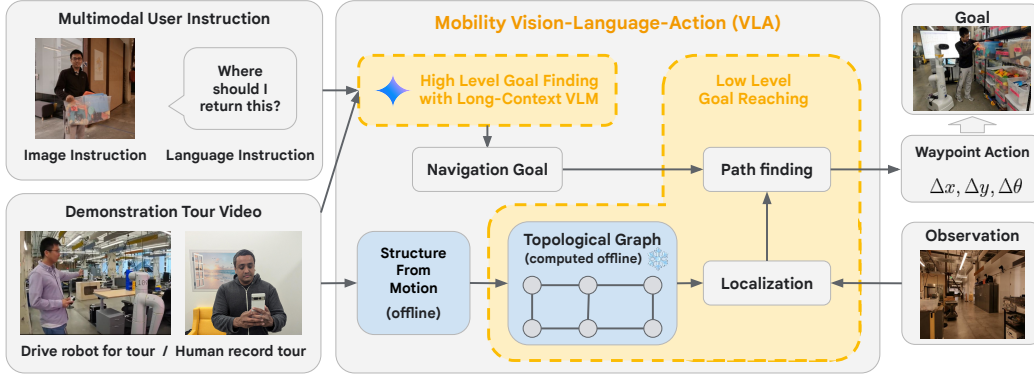 Multimodal User Instruction
Where
should I
return this?
Image Instruction
Language Instruction
Demonstration Tour Video
Drive robot for tour / Human record tour
Mobility Vision-Language-Action (VLA)
High Level Goal Finding
with Long-Context VLM
Low Level
Goal Reaching
Navigation Goal
Path finding
Structure
From
Motion
(offline)
Topological Graph
(computed offline)
Localization
Goal
Waypoint Action
Δx, Δy, Δθ
Observation